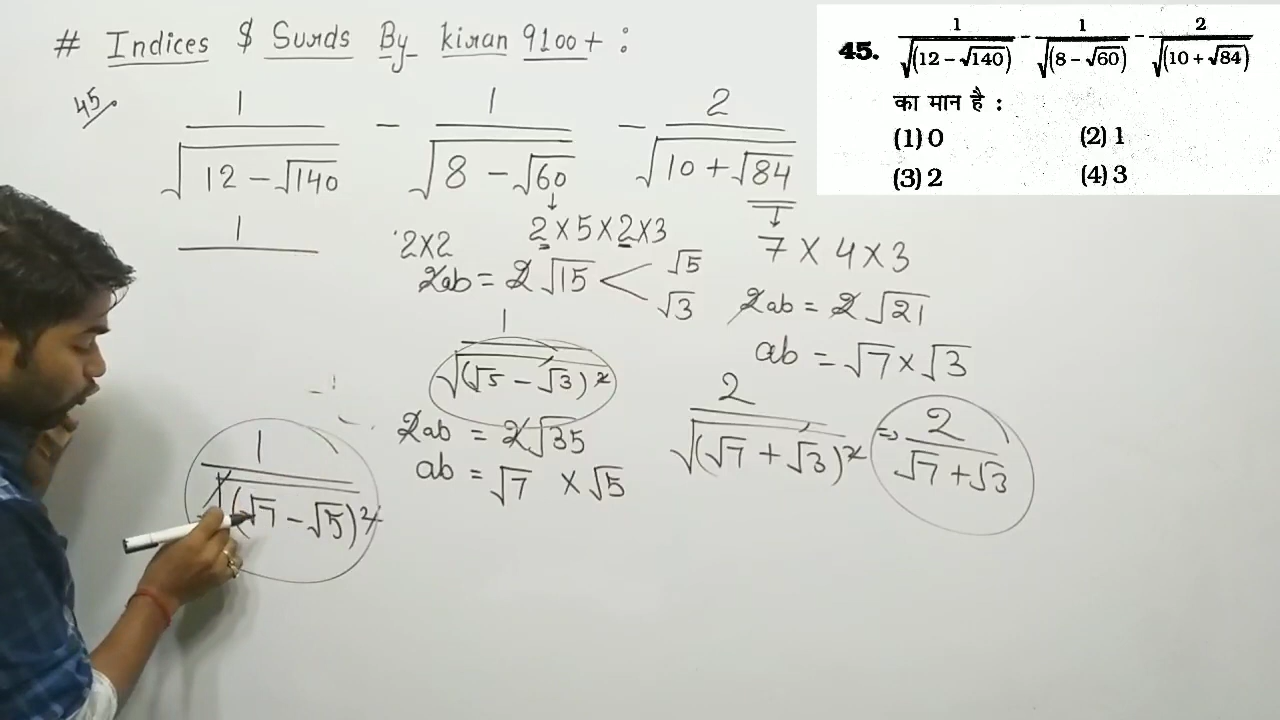 # Indices $ Surds By kiran 9100+ :
45.
1/√(12 - √140) - 1/√(8 - √60) - 2/√(10 + √84)
1
2×2
2×5×2×3
7 × 4 × 3
2ab = 2√15
√5
√3
2ab = 2√21
ab = √7 × √3
1/√(√5 - √3)²
2ab = 2√35
ab = √7 × √5
1/√(√7 - √5)²
2/√(√7 + √3)² ⇒ 2/(√7 + √3)
45. 1/√(12 - √140) - 1/√(8 - √60) - 2/√(10 + √84)
का मान है :
(1) 0 (2) 1
(3) 2 (4) 3